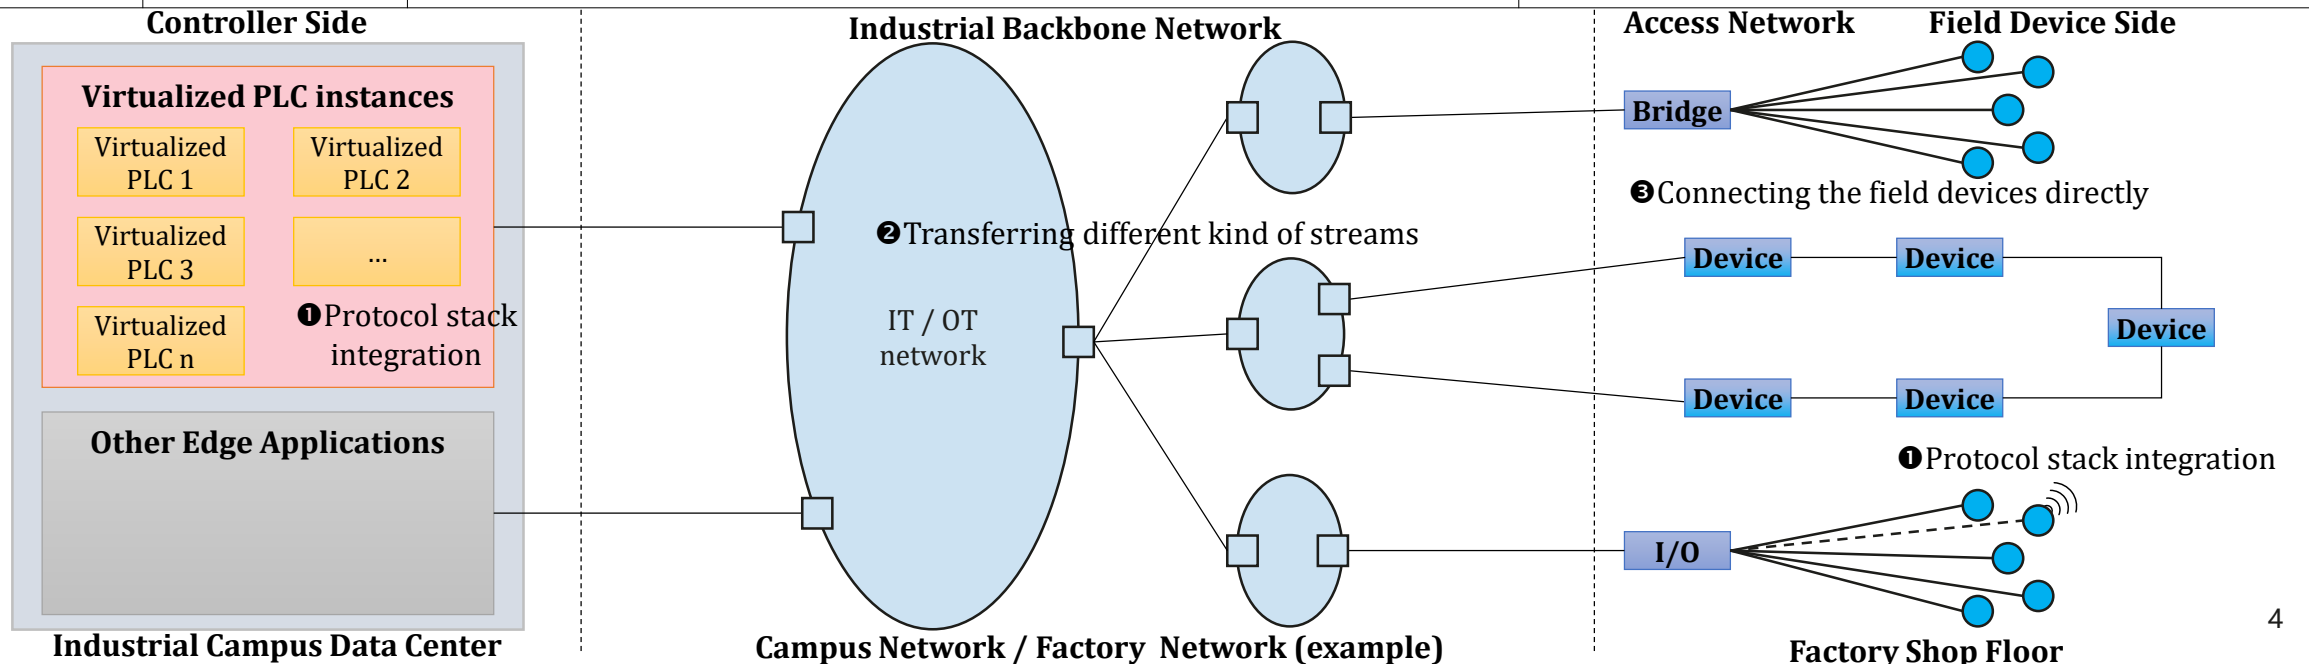 Controller Side
Industrial Backbone Network
Access Network
Field Device Side
Virtualized PLC instances
Virtualized
PLC 1
Virtualized
PLC 2
Virtualized
PLC 3
...
Virtualized
PLC n
❶Protocol stack
integration
Other Edge Applications
Industrial Campus Data Center
❷Transferring different kind of streams
IT / OT
network
Campus Network / Factory Network (example)
Bridge
❸Connecting the field devices directly
Device
Device
Device
Device
Device
❶Protocol stack integration
I/O
Factory Shop Floor
4